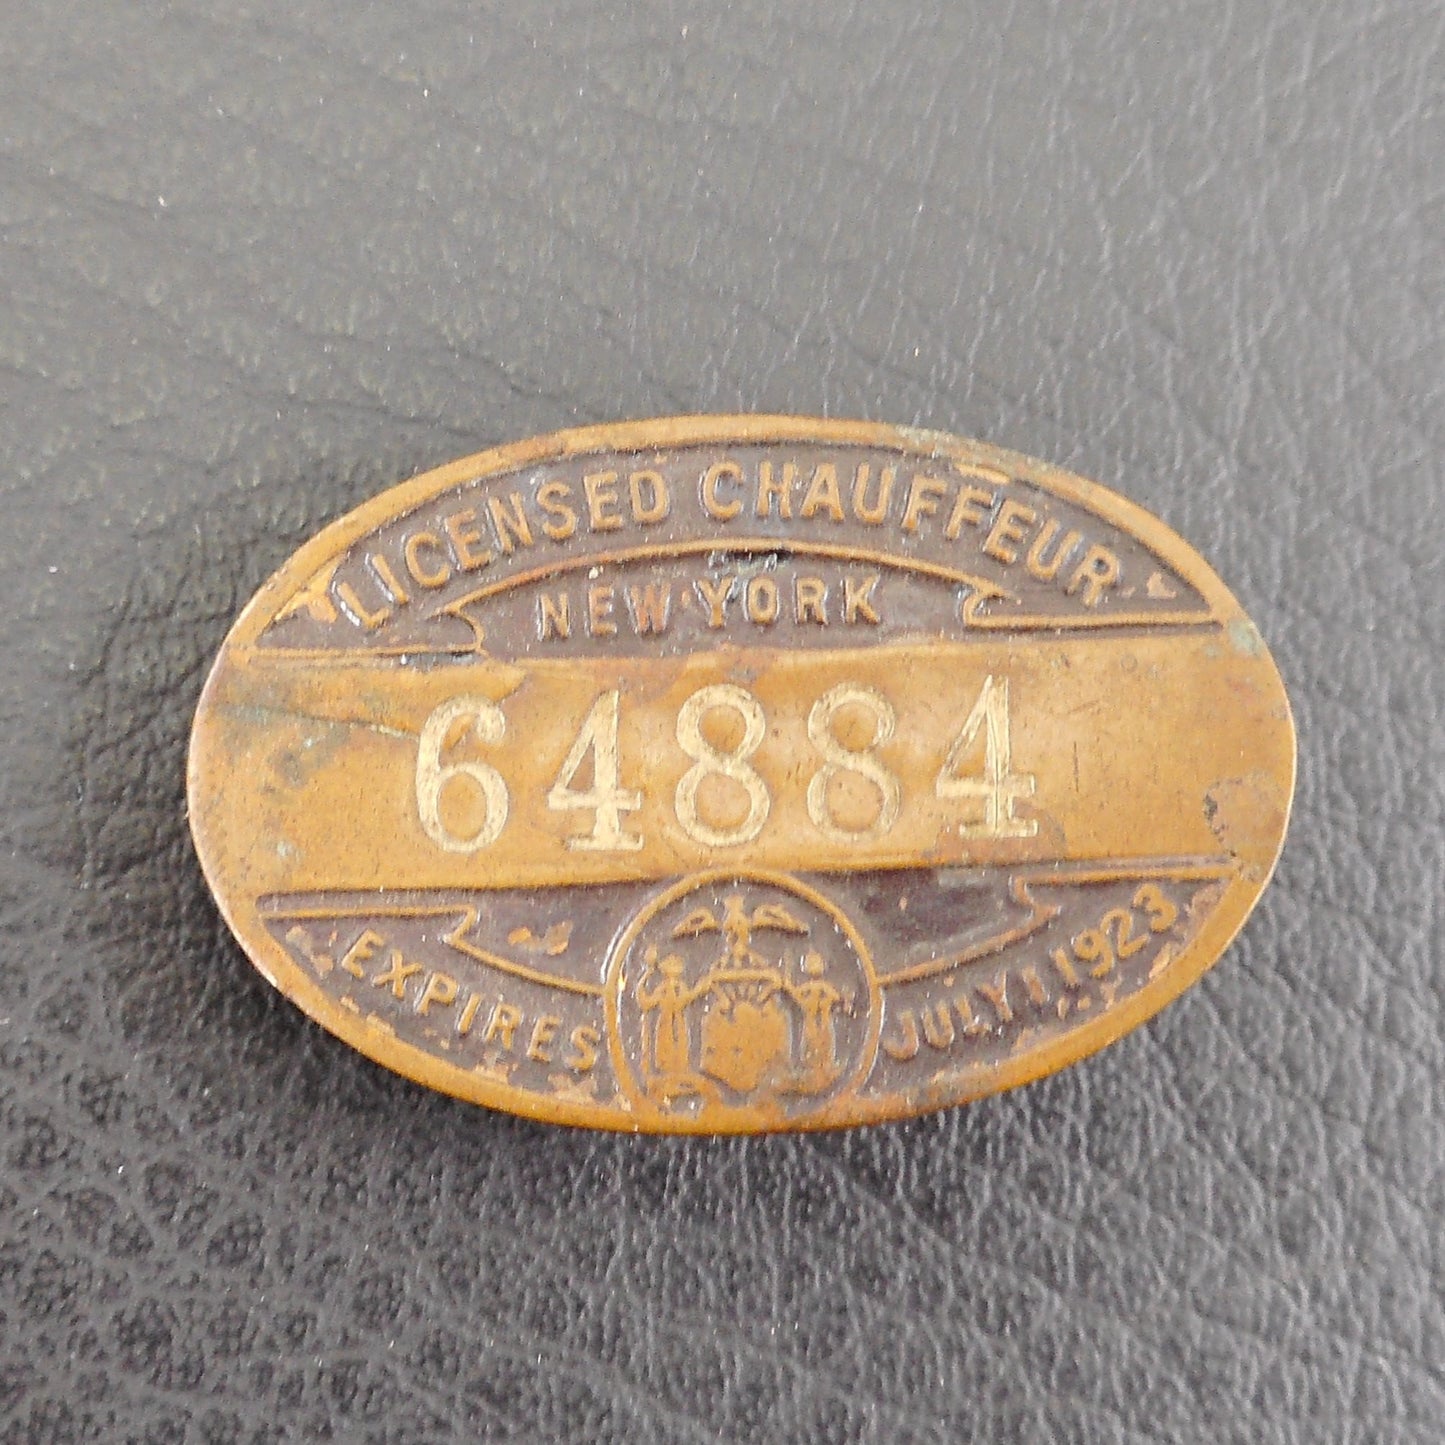 LICENSED CHAUFFEUR
NEW YORK
64884
EXPIRES JULY 1 1923